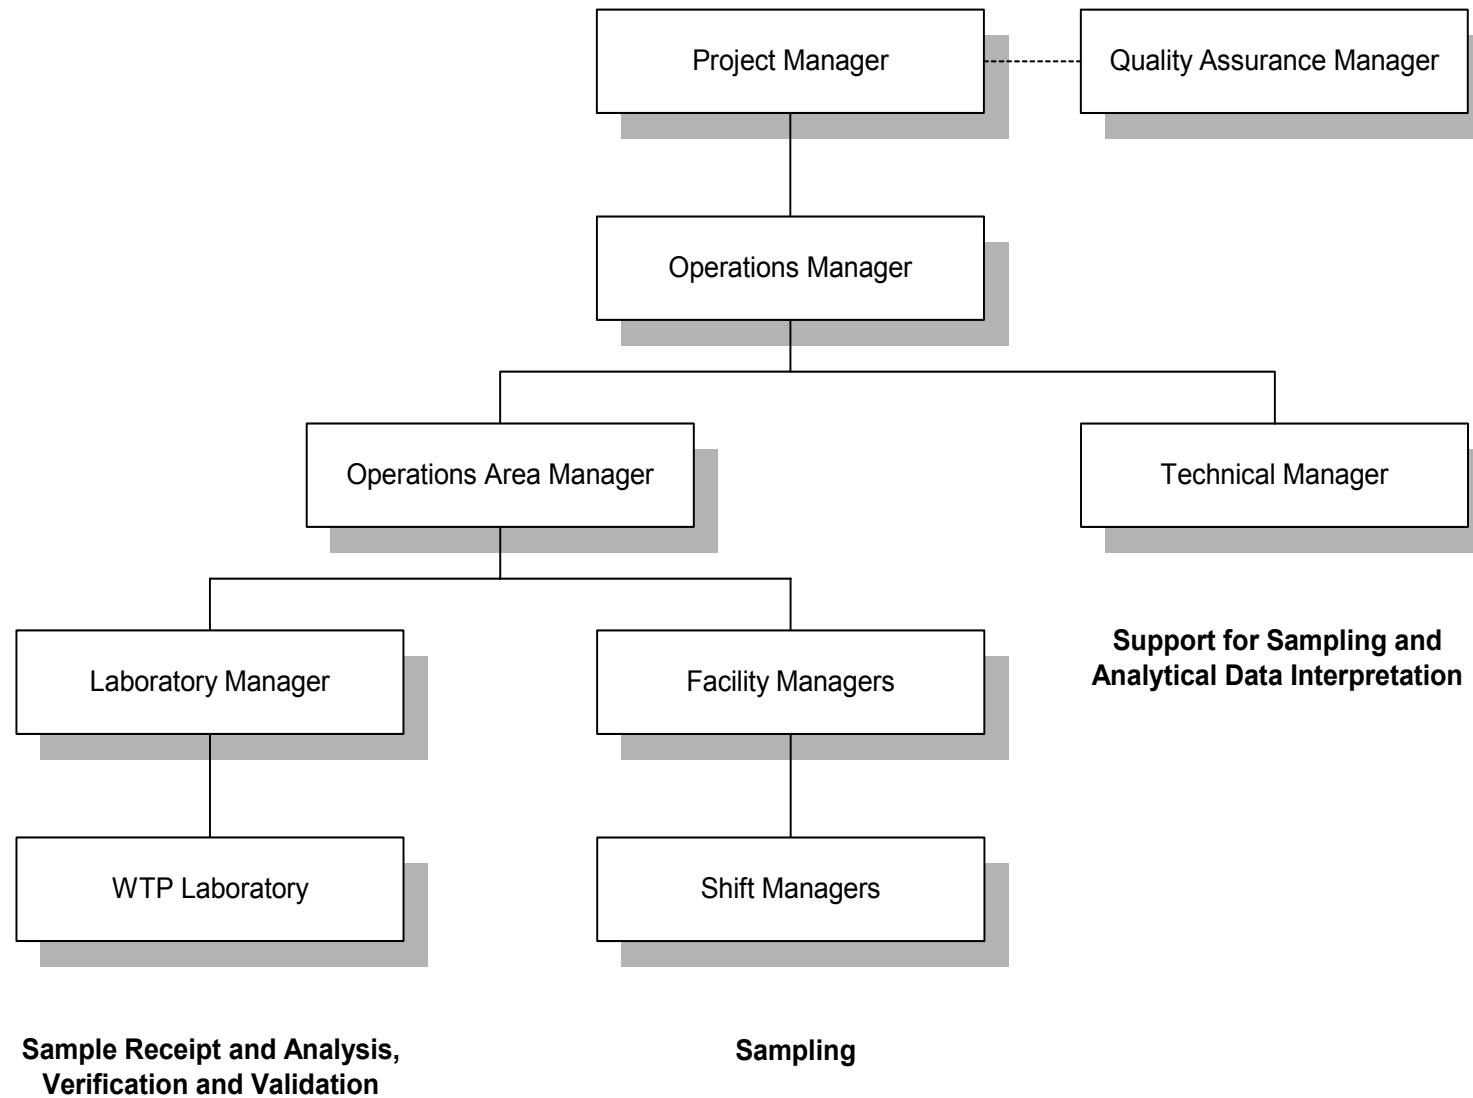 Project Manager
Quality Assurance Manager
Operations Manager
Operations Area Manager
Technical Manager
Laboratory Manager
Facility Managers
Support for Sampling and
Analytical Data Interpretation
WTP Laboratory
Shift Managers
Sample Receipt and Analysis,
Verification and Validation
Sampling